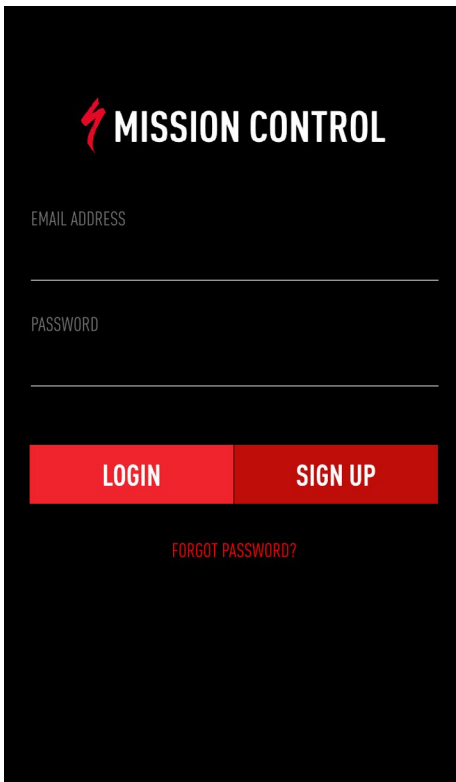 MISSION CONTROL
EMAIL ADDRESS
PASSWORD
LOGIN
SIGN UP
FORGOT PASSWORD?